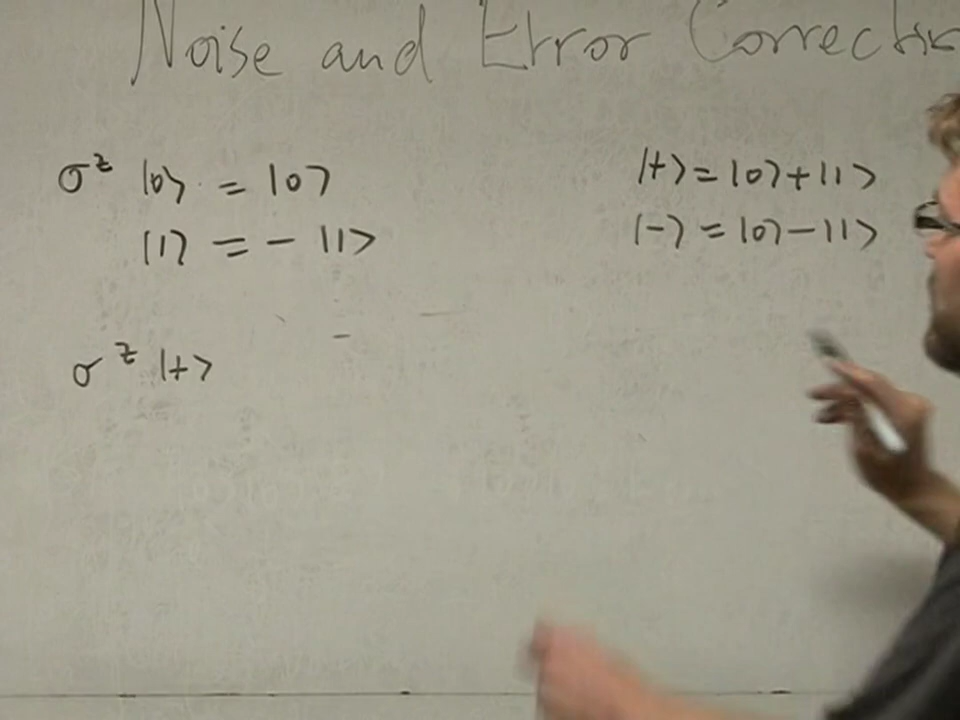 Noise and Error Correctio
σᶻ |0⟩ = |0⟩
|1⟩ = - |1⟩
σᶻ |+⟩
|+⟩ = |0⟩ + |1⟩
|-⟩ = |0⟩ - |1⟩